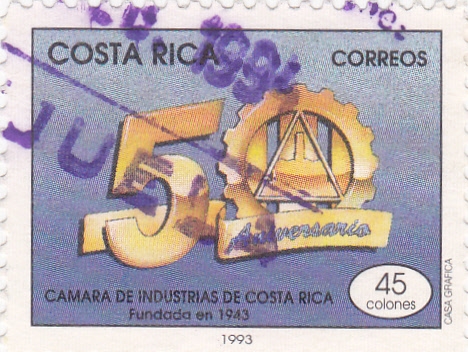 COSTA RICA
CORREOS
50
Aniversario
45
colones
CAMARA DE INDUSTRIAS DE COSTA RICA
Fundada en 1943
CASA GRAFICA
1993